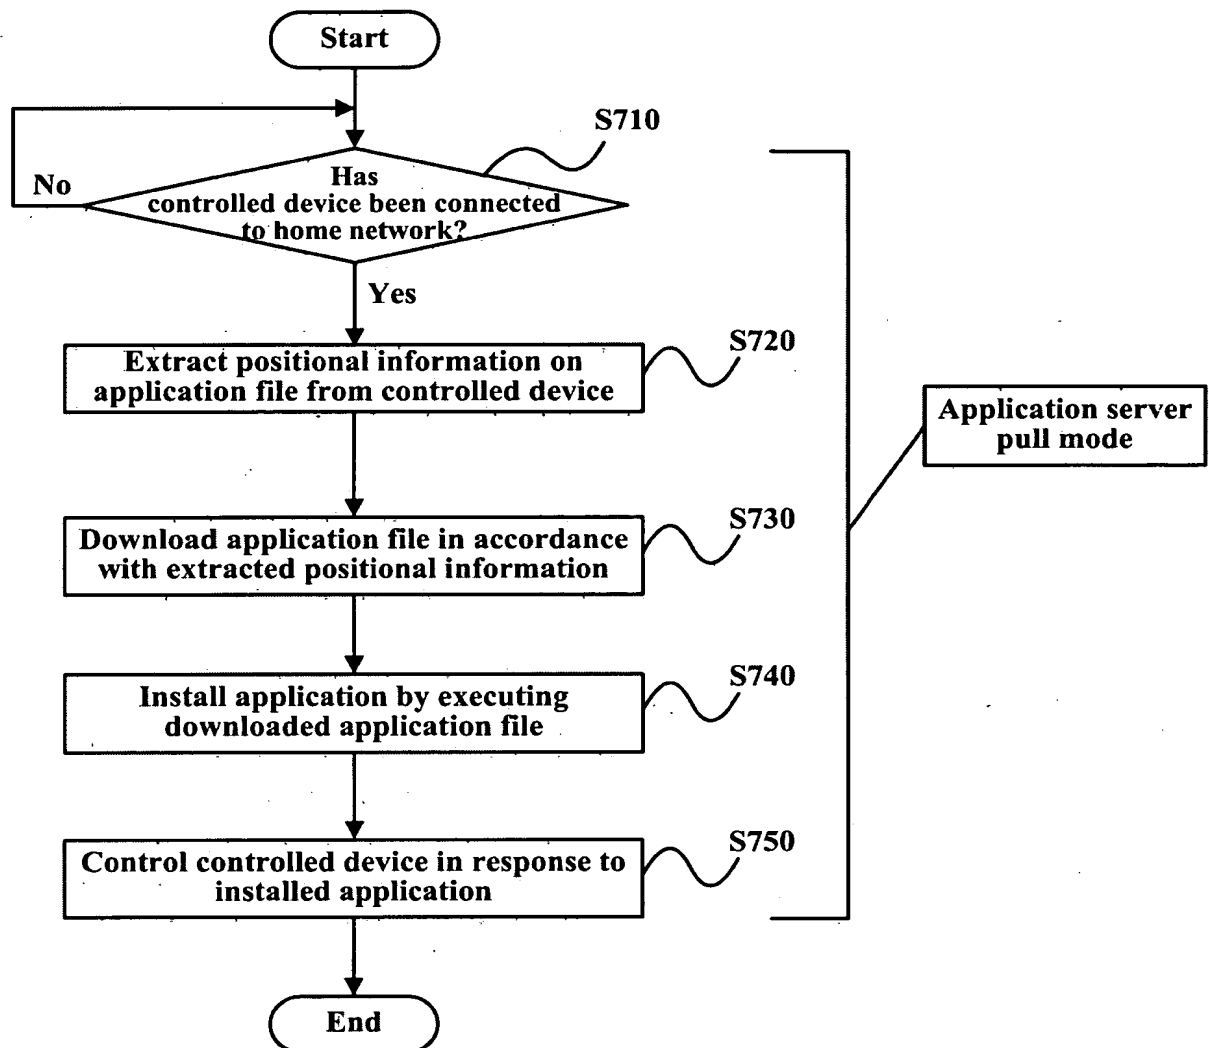 Start
S710
No
Has
controlled device been connected
to home network?
Yes
S720
Extract positional information on
application file from controlled device
Application server
pull mode
S730
Download application file in accordance
with extracted positional information
S740
Install application by executing
downloaded application file
S750
Control controlled device in response to
installed application
End